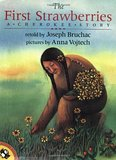 The
First Strawberries
A CHEROKEE STORY
retold by Joseph Bruchac
pictures by Anna Vojtech